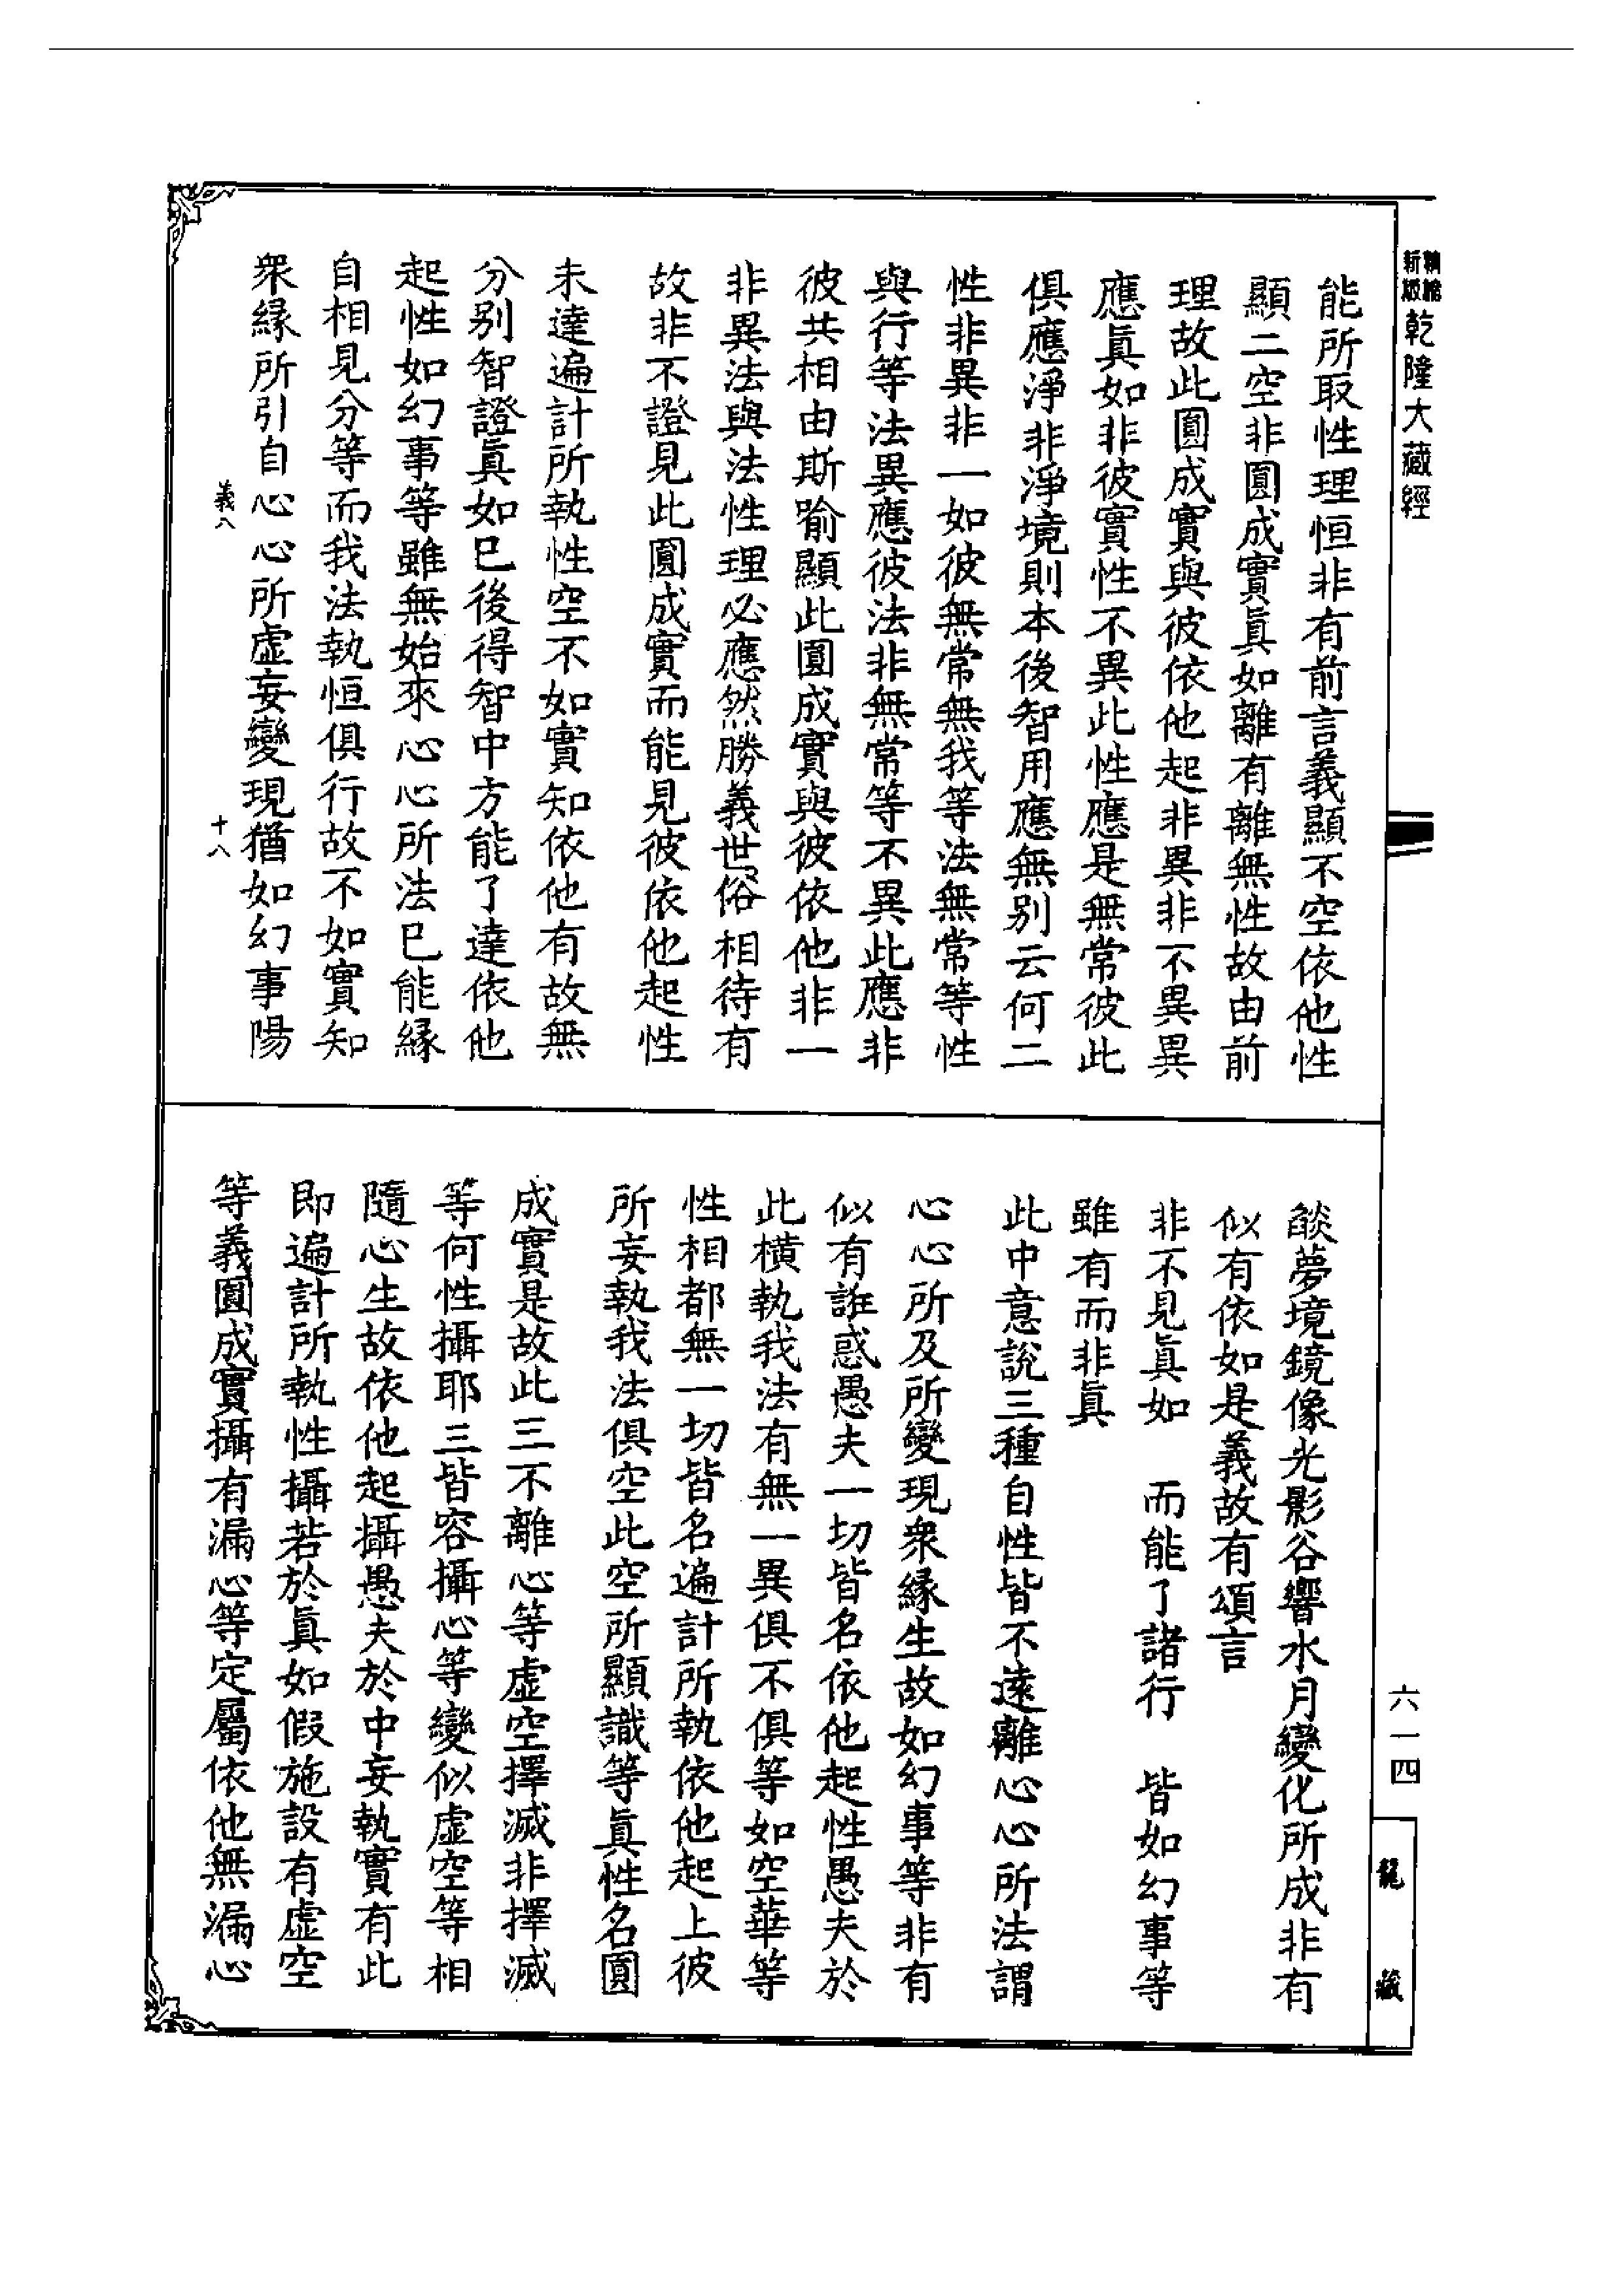 新版精縮
乾隆大藏經
能所取性理恒非有前言義顯不空依他性
顯二空非圓成實眞如離有離無性故由前
理故此圓成實與彼依他起非異非不異異
應眞如非彼實性不異此性應是無常彼此
俱應淨非淨境則本後智用應無别云何二
性非異非一如彼無常無我等法無常等性
與行等法異應彼法非無常等不異此應非
彼共相由斯喻顯此圓成實與彼依他非一
非異法與法性理必應然勝義世俗相待有
故非不證見此圓成實而能見彼依他起性
未達遍計所執性空不如實知依他有故無
分别智證眞如已後得智中方能了達依他
起性如幻事等雖無始來心心所法已能緣
自相見分等而我法執恒俱行故不如實知
衆緣所引自心心所虛妄變現猶如幻事陽
義八
十八
燄夢境鏡像光影谷響水月變化所成非有
似有依如是義故有頌言
非不見眞如　而能了諸行　皆如幻事等
雖有而非眞
此中意說三種自性皆不遠離心心所法謂
心心所及所變現衆緣生故如幻事等非有
似有誑惑愚夫一切皆名依他起性愚夫於
此横執我法有無一異俱不俱等如空華等
性相都無一切皆名遍計所執依他起上彼
所妄執我法俱空此空所顯識等眞性名圓
成實是故此三不離心等虛空擇滅非擇滅
等何性攝耶三皆容攝心等變似虛空等相
隨心生故依他起攝愚夫於中妄執實有此
即遍計所執性攝若於眞如假施設有虛空
等義圓成實攝有漏心等定屬依他無漏心
六一四
龍藏